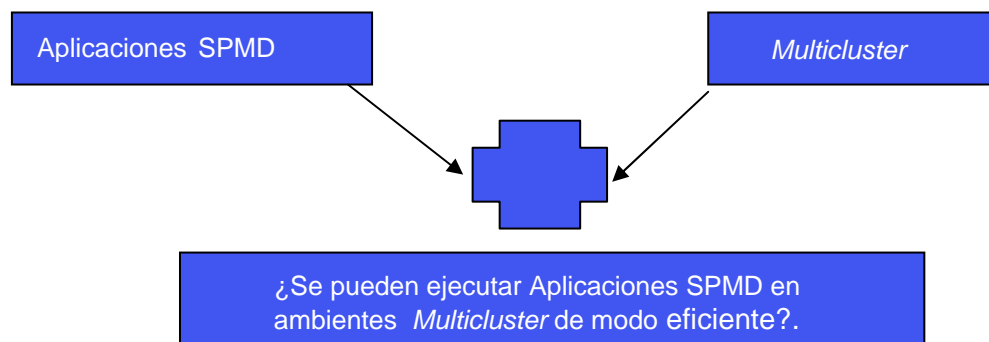 Aplicaciones SPMD
Multicluster
¿Se pueden ejecutar Aplicaciones SPMD en
ambientes Multicluster de modo eficiente?.